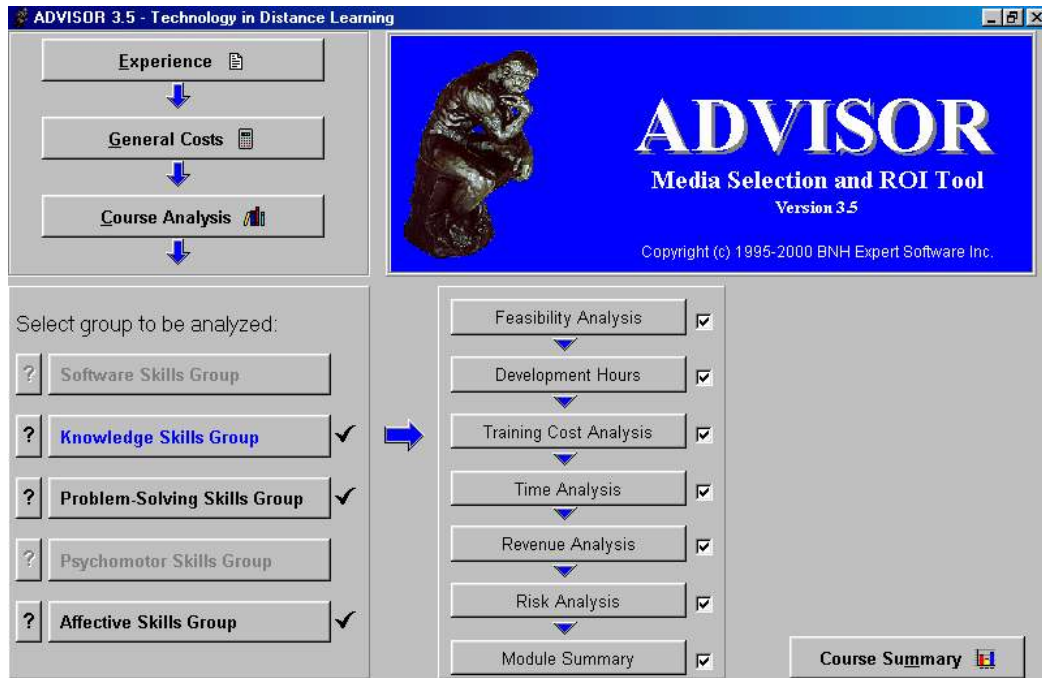 ADVISOR 3.5 - Technology in Distance Learning
Experience
General Costs
Course Analysis
ADVISOR
Media Selection and ROI Tool
Version 3.5
Copyright (c) 1995-2000 BNH Expert Software Inc.
Select group to be analyzed:
? Software Skills Group
? Knowledge Skills Group
? Problem-Solving Skills Group
? Psychomotor Skills Group
? Affective Skills Group
Feasibility Analysis
Development Hours
Training Cost Analysis
Time Analysis
Revenue Analysis
Risk Analysis
Module Summary
Course Summary